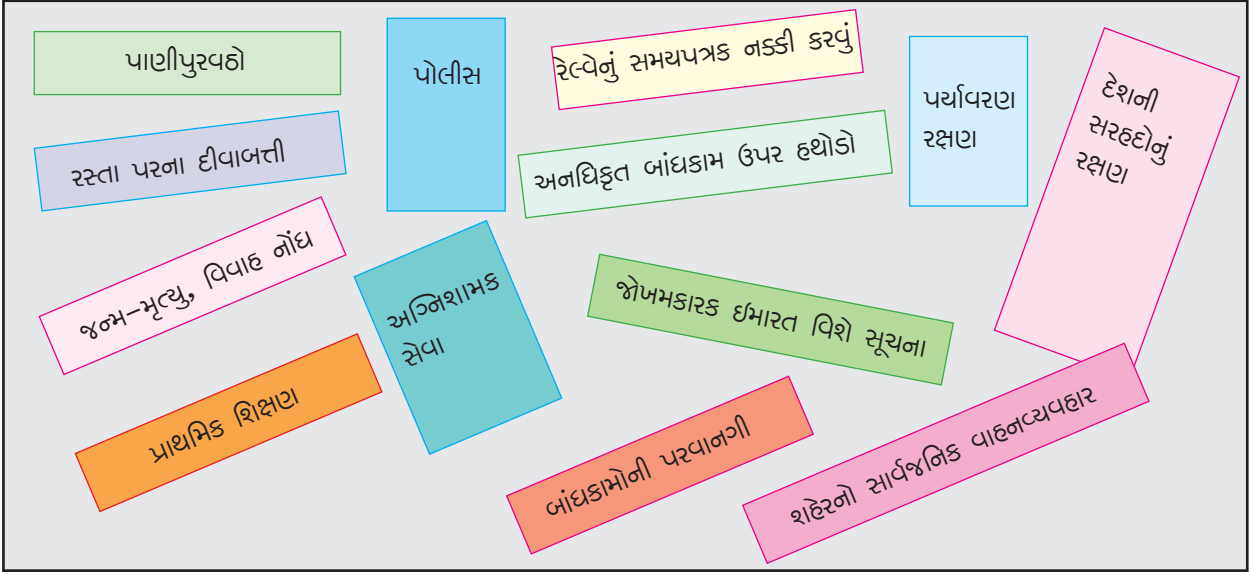 પાણીપુરવઠો
પોલીસ
રેલ્વેનું સમયપત્રક નક્કી કરવું
પર્યાવરણ
રક્ષણ
દેશની
સરહદોનું
રક્ષણ
રસ્તા પરના દીવાબત્તી
અનધિકૃત બાંધકામ ઉપર હથોડો
જન્મ-મૃત્યુ, વિવાહ નોંધ
અગ્નિશામક
સેવા
જોખમકારક ઇમારત વિશે સૂચના
પ્રાથમિક શિક્ષણ
બાંધકામોની પરવાનગી
શહેરનો સાર્વજનિક વાહનવ્યવહાર